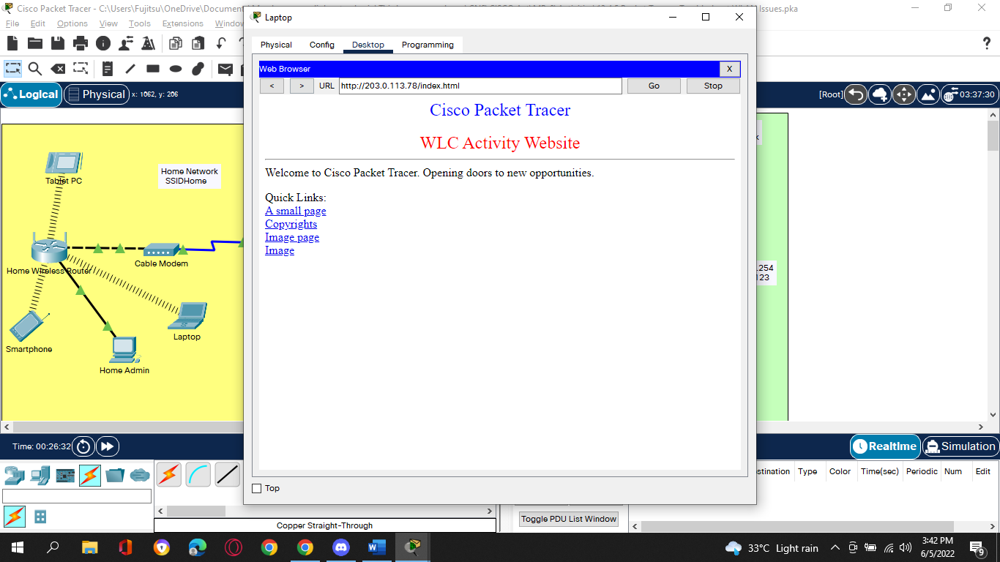 Cisco Packet Tracer - C:\Users\Fujitsu\OneDrive\Document
Issues.pka
File Edit Options View Tools Extensions Window
Laptop
Physical Config Desktop Programming
Web Browser X
< > URL http://203.0.113.78/index.html Go Stop
Cisco Packet Tracer
WLC Activity Website
Welcome to Cisco Packet Tracer. Opening doors to new opportunities.
Quick Links:
A small page
Copyrights
Image page
Image
Top
Logical Physical x: 1062, y: 206
[Root] 03:37:30
Tablet PC
Home Network
SSIDHome
Cable Modem
Home Wireless Router
Laptop
Smartphone
Home Admin
.254
123
Time: 00:26:32
Realtime Simulation
stination Type Color Time(sec) Periodic Num Edit
Copper Straight-Through
Toggle PDU List Window
33°C Light rain
3:42 PM
6/5/2022
9